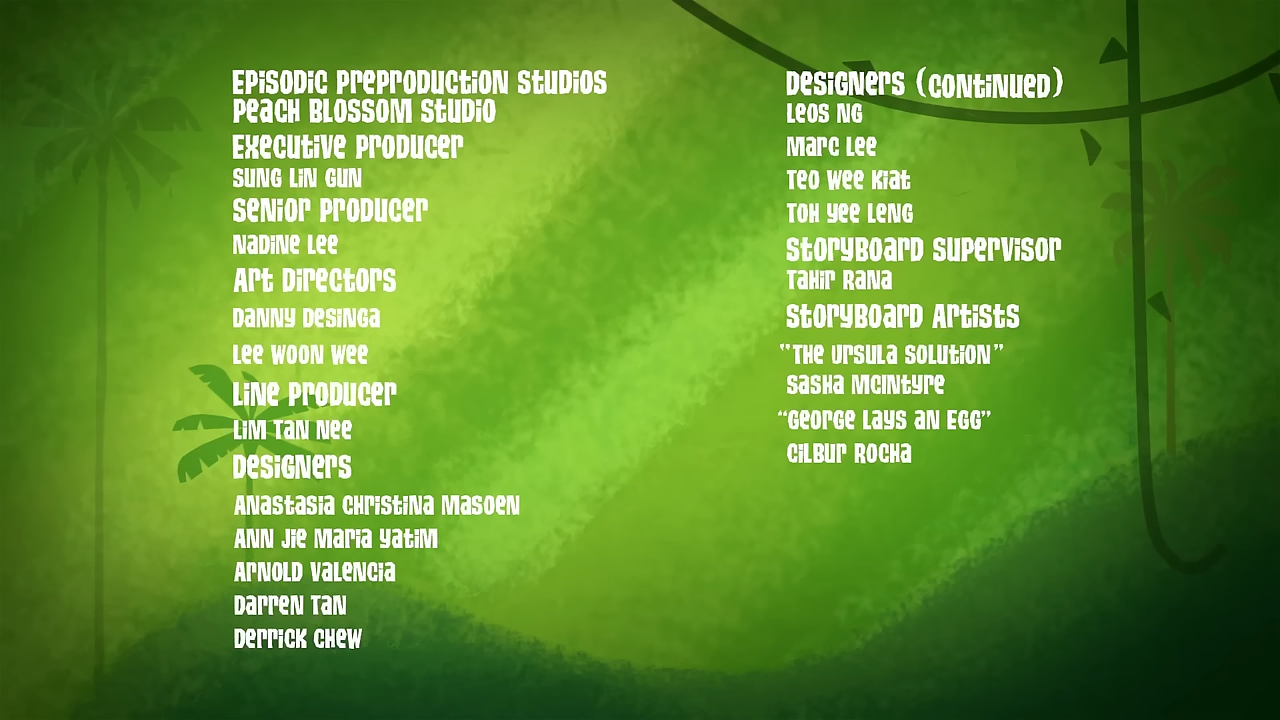 Episodic Preproduction Studios
Peach Blossom Studio
Executive Producer
Sung Lin Gun
Senior Producer
Nadine Lee
Art Directors
Danny Desinga
Lee Woon Wee
Line Producer
Lim Tan Nee
Designers
Anastasia Christina Masoen
Ann Jie Maria Yatim
Arnold Valencia
Darren Tan
Derrick Chew
Designers (Continued)
Leos Ng
Marc Lee
Teo Wee Kiat
Toh Yee Leng
Storyboard Supervisor
Tahir Rana
Storyboard Artists
"The Ursula Solution"
Sasha McIntyre
"George Lays an Egg"
Cilbur Rocha